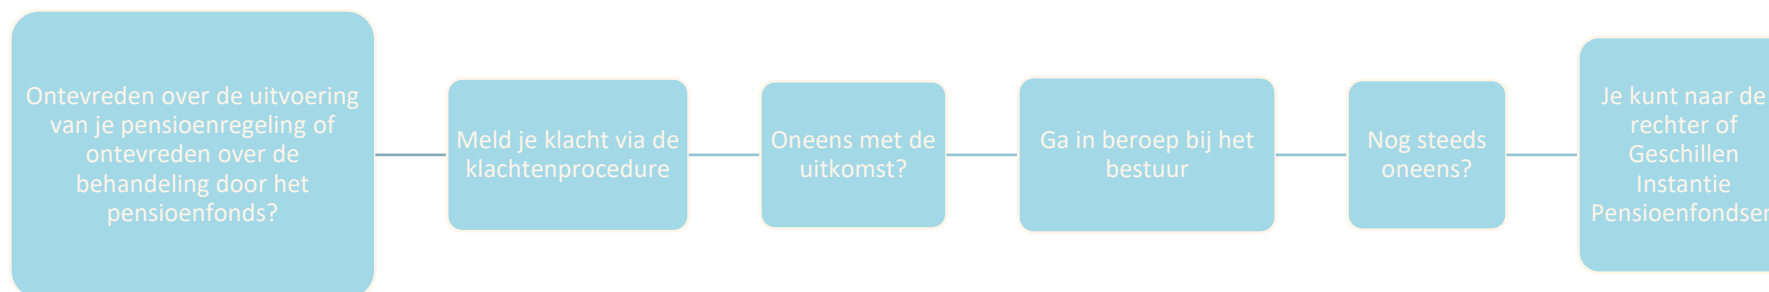 Ontevreden over de uitvoering
van je pensioenregeling of
ontevreden over de
behandeling door het
pensioenfonds?
Meld je klacht via de
klachtenprocedure
Oneens met de
uitkomst?
Ga in beroep bij het
bestuur
Nog steeds
oneens?
Je kunt naar de
rechter of
Geschillen
Instantie
Pensioenfondsen